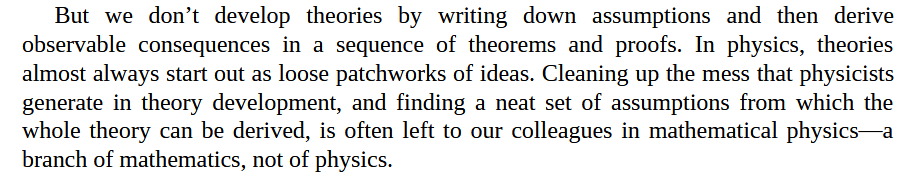 But we don’t develop theories by writing down assumptions and then derive
observable consequences in a sequence of theorems and proofs. In physics, theories
almost always start out as loose patchworks of ideas. Cleaning up the mess that physicists
generate in theory development, and finding a neat set of assumptions from which the
whole theory can be derived, is often left to our colleagues in mathematical physics—a
branch of mathematics, not of physics.